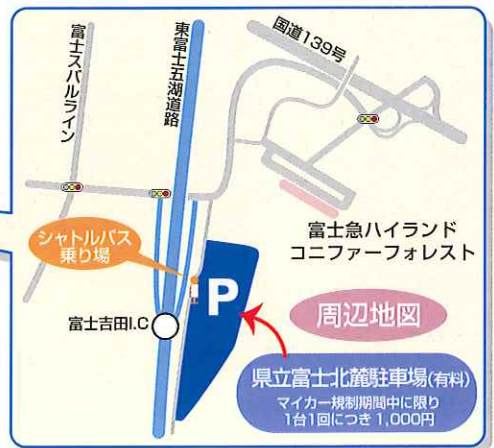 富士スバルライン
東富士五湖道路
国道139号
シャトルバス
乗り場
富士急ハイランド
コニファーフォレスト
P
富士吉田I.C
周辺地図
県立富士北麓駐車場(有料)
マイカー規制期間中に限り
1台1回につき1,000円